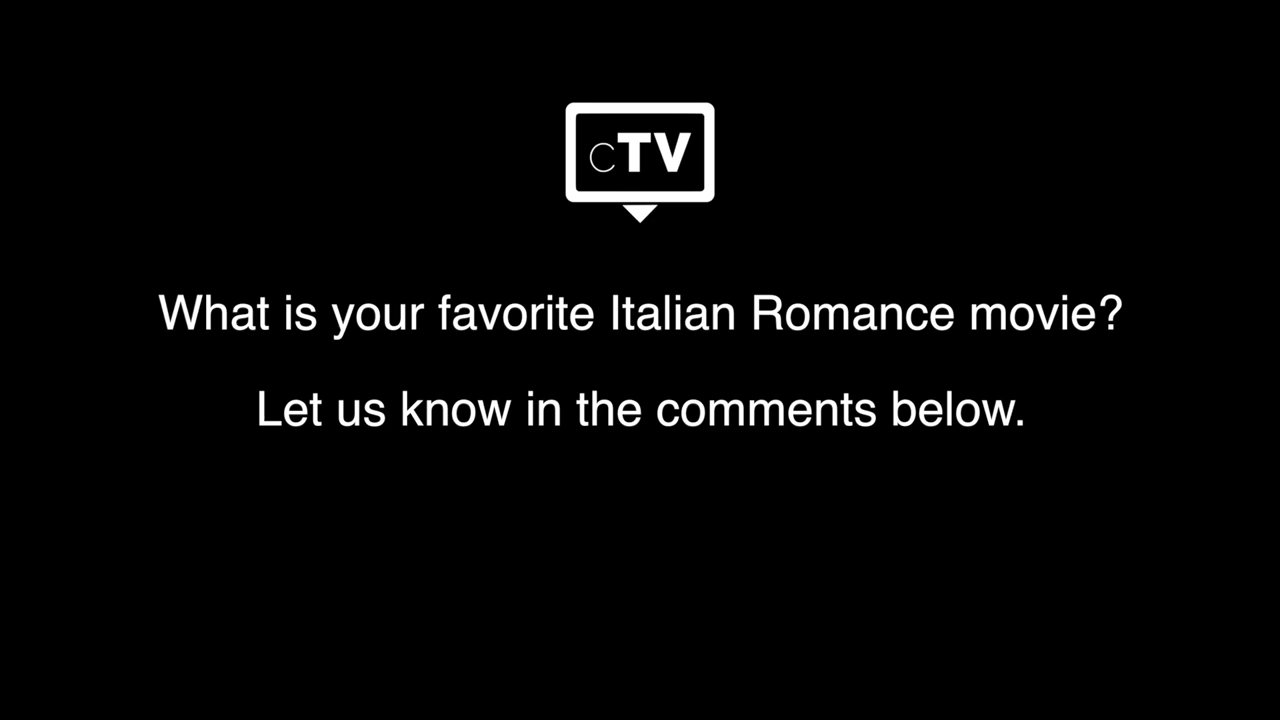 cTV
What is your favorite Italian Romance movie?
Let us know in the comments below.